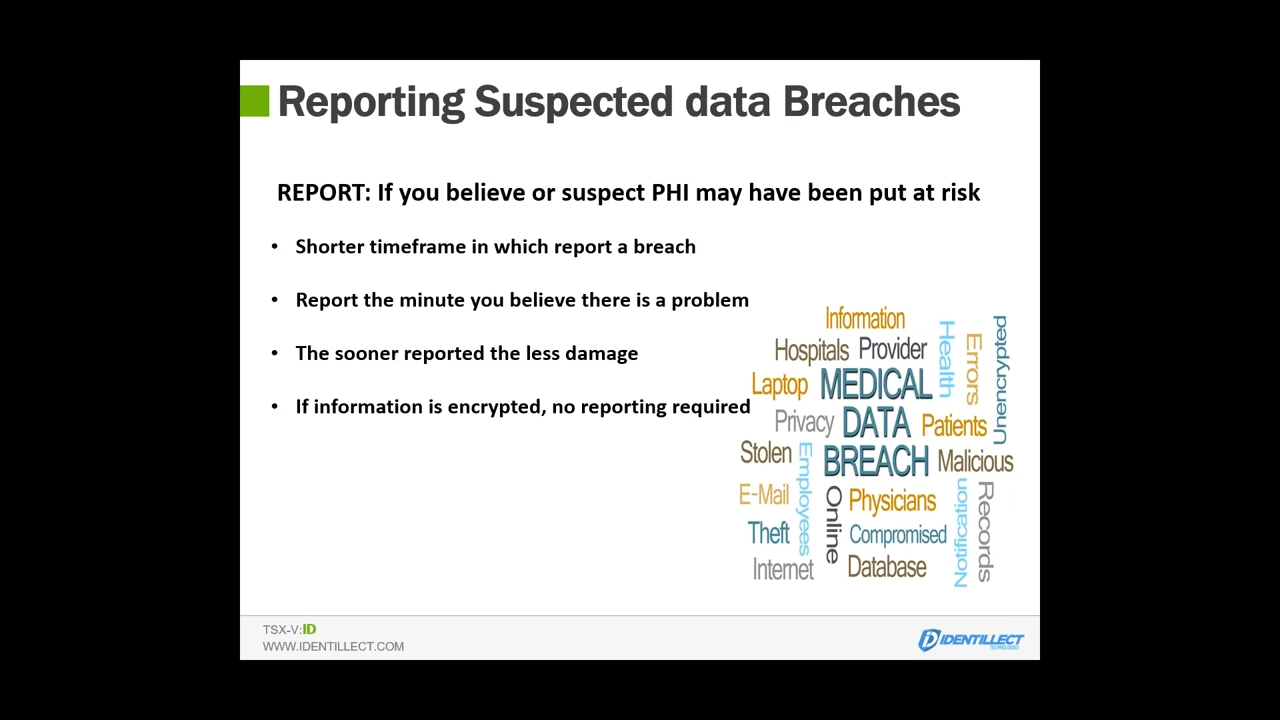 Reporting Suspected data Breaches
REPORT: If you believe or suspect PHI may have been put at risk
• Shorter timeframe in which report a breach
• Report the minute you believe there is a problem
• The sooner reported the less damage
• If information is encrypted, no reporting required
Information
Hospitals Provider
Health
Errors
Unencrypted
Laptop MEDICAL
Privacy DATA Patients
Stolen BREACH Malicious
Employees
E-Mail
Online
Physicians
Notification
Records
Theft
Compromised
Internet
Database
TSX-V:ID
WWW.IDENTILLECT.COM
ID IDENTILLECT
TECHNOLOGIES